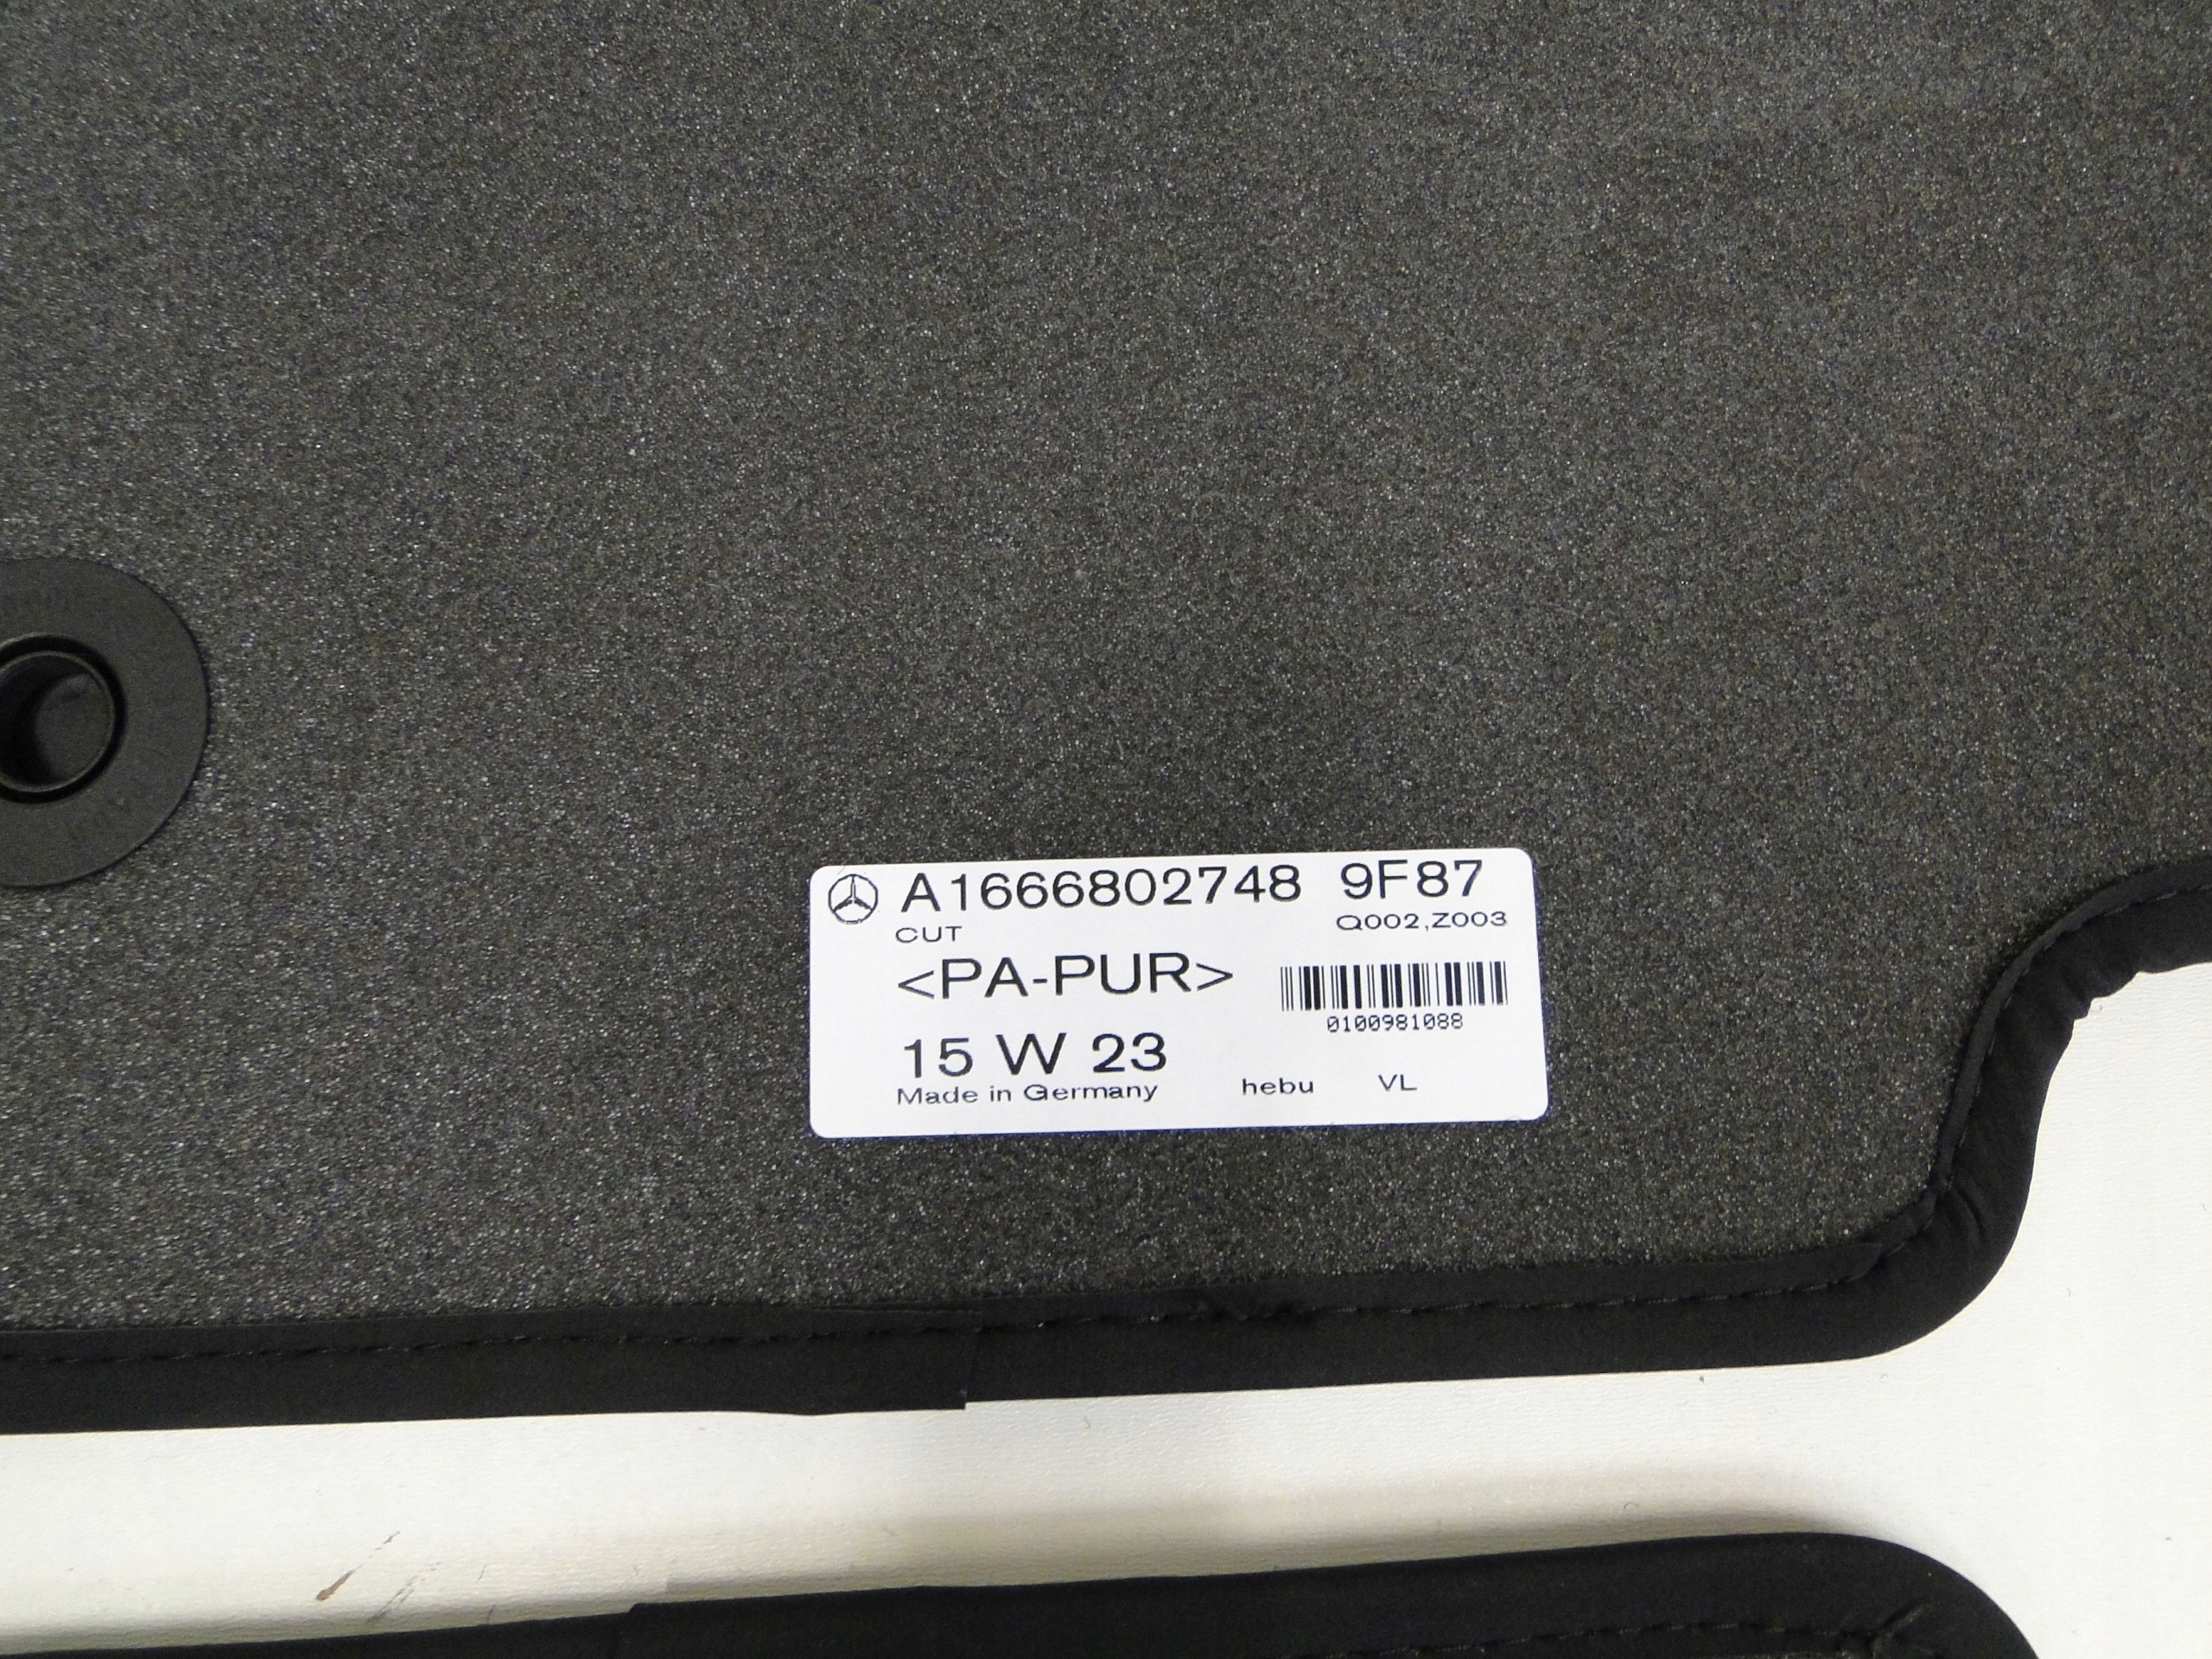 A1666802748 9F87
CUT Q002,Z003
<PA-PUR>
0100981088
15 W 23
Made in Germany hebu VL